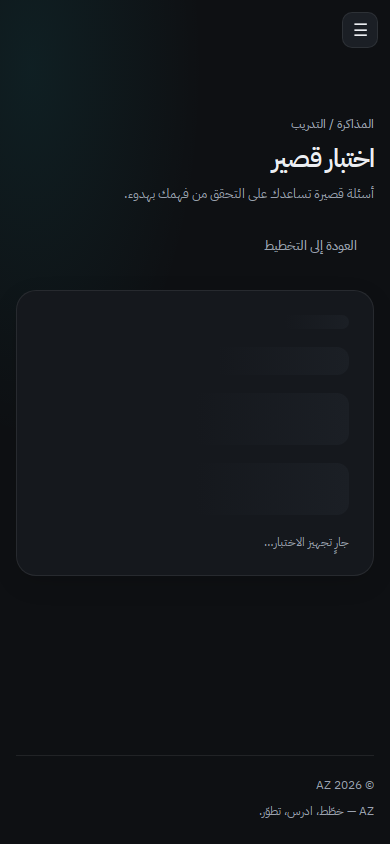 ☰
المذاكرة / التدريب
اختبار قصير
أسئلة قصيرة تساعدك على التحقق من فهمك بهدوء.
العودة إلى التخطيط
جارٍ تجهيز الاختبار...
© 2026 AZ
AZ — خطّط، ادرس، تطوّر.